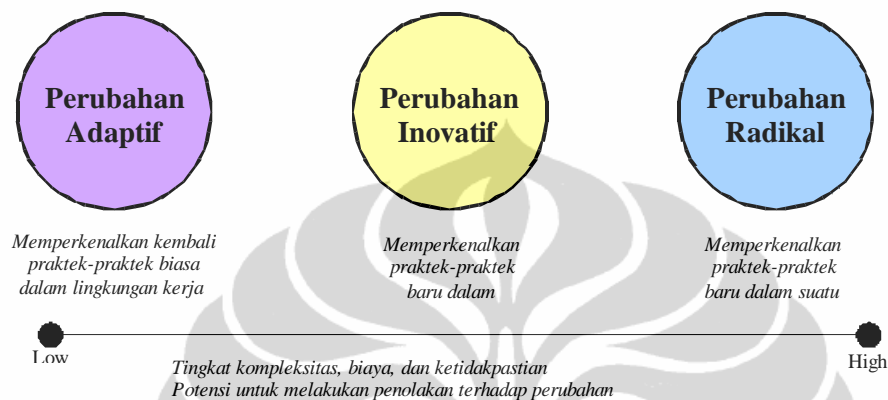 Perubahan
Adaptif
Perubahan
Inovatif
Perubahan
Radikal
Memperkenalkan kembali
praktek-praktek biasa
dalam lingkungan kerja
Memperkenalkan
praktek-praktek
baru dalam
Memperkenalkan
praktek-praktek
baru dalam suatu
Low
High
Tingkat kompleksitas, biaya, dan ketidakpastian
Potensi untuk melakukan penolakan terhadap perubahan